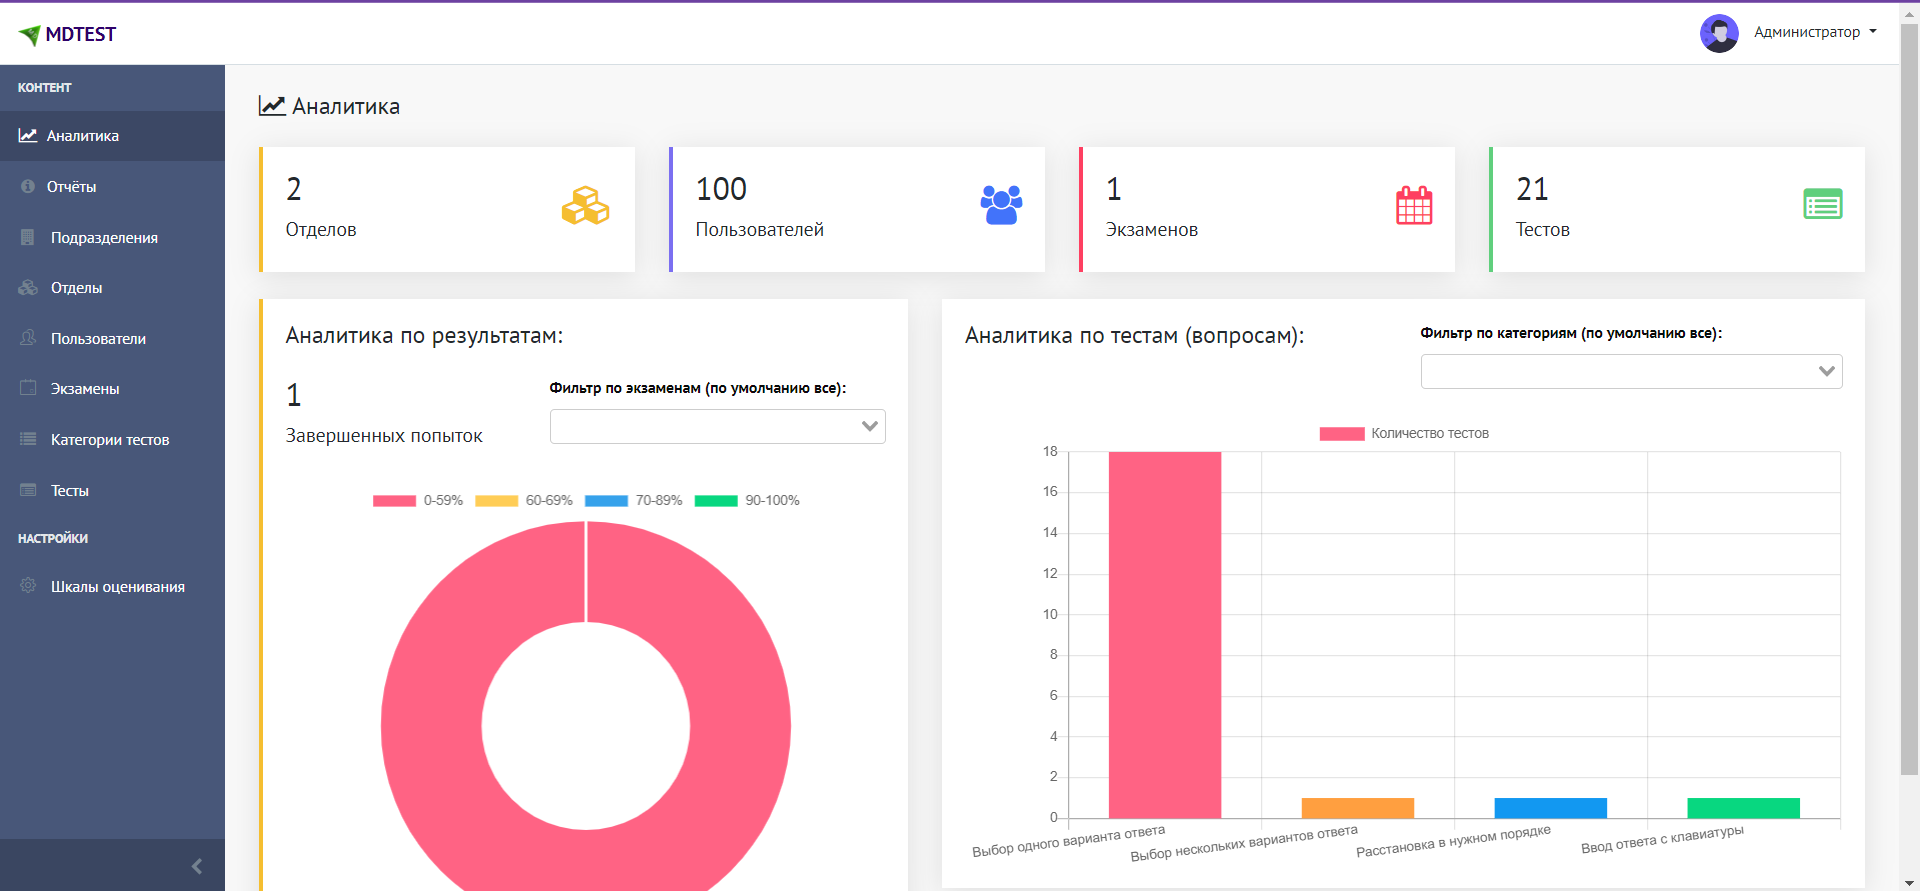 MDTEST
Администратор
КОНТЕНТ
Аналитика
Отчёты
Подразделения
Отделы
Пользователи
Экзамены
Категории тестов
Тесты
НАСТРОЙКИ
Шкалы оценивания
Аналитика
2
Отделов
100
Пользователей
1
Экзаменов
21
Тестов
Аналитика по результатам:
1
Завершенных попыток
Фильтр по экзаменам (по умолчанию все):
0-59% 60-69% 70-89% 90-100%
Аналитика по тестам (вопросам):
Фильтр по категориям (по умолчанию все):
Количество тестов
18
16
14
12
10
8
6
4
2
0
Выбор одного варианта ответа
Выбор нескольких вариантов ответа
Расстановка в нужном порядке
Ввод ответа с клавиатуры